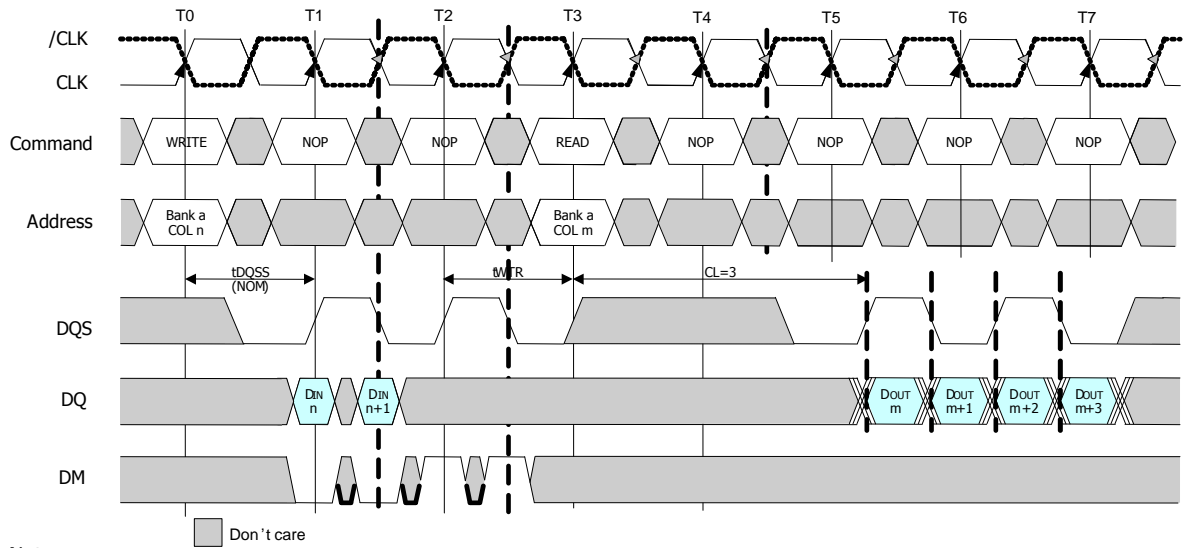 T0 T1 T2 T3 T4 T5 T6 T7
/CLK
CLK
Command WRITE NOP NOP READ NOP NOP NOP NOP
Address Bank a COL n Bank a COL m
tDQSS (NOM) tWTR CL=3
DQS
DQ DIN n DIN n+1 DOUT m DOUT m+1 DOUT m+2 DOUT m+3
DM
Don't care